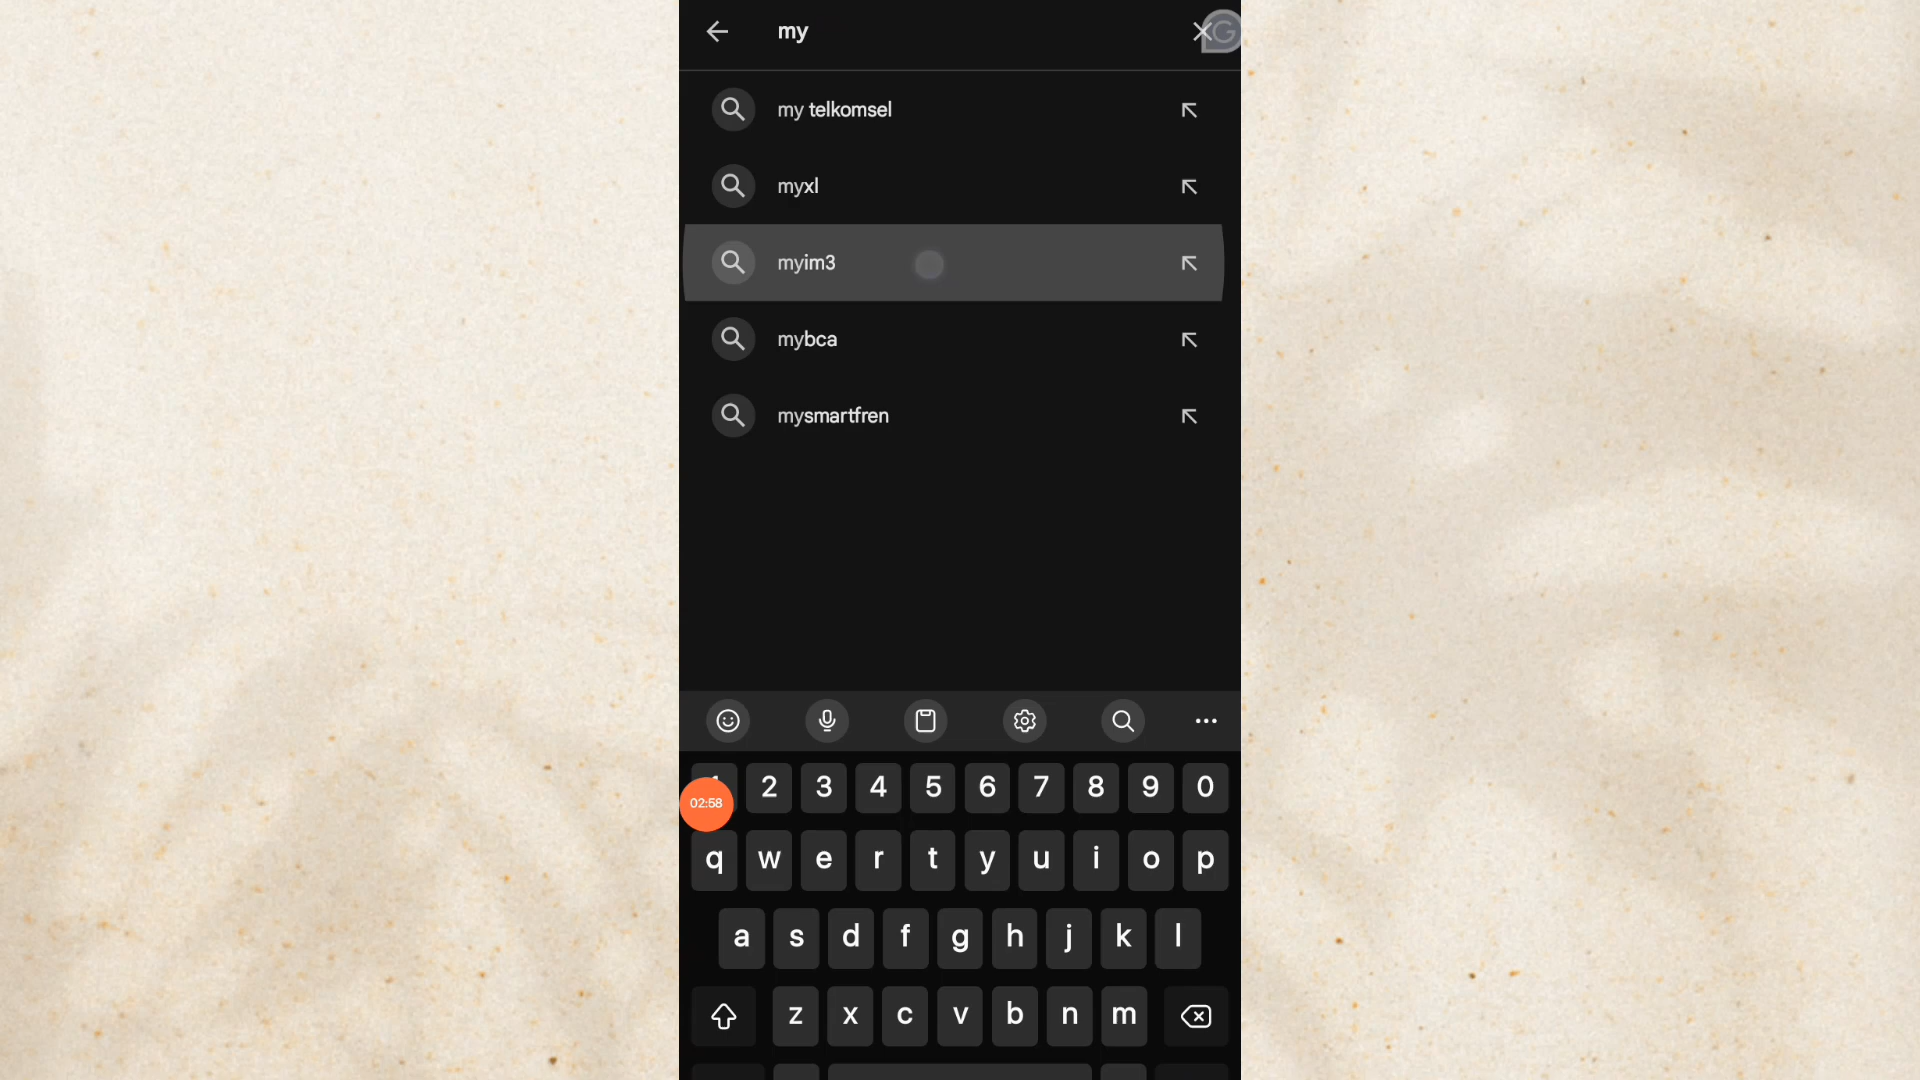 my
my telkomsel
myxl
myim3
mybca
mysmartfren
2 3 4 5 6 7 8 9 0
02:58
q w e r t y u i o p
a s d f g h j k l
z x c v b n m